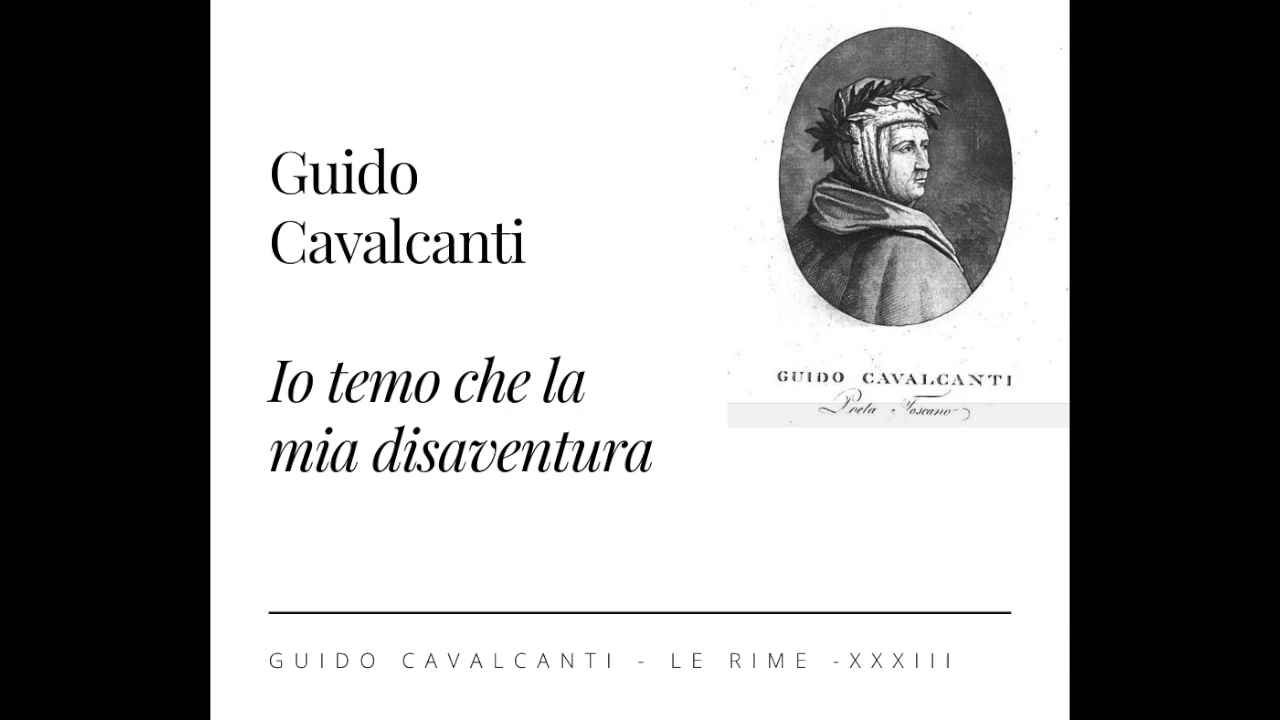 Guido
Cavalcanti
Io temo che la
mia disaventura
GUIDO CAVALCANTI
Poeta Toscano
GUIDO CAVALCANTI - LE RIME -XXXIII